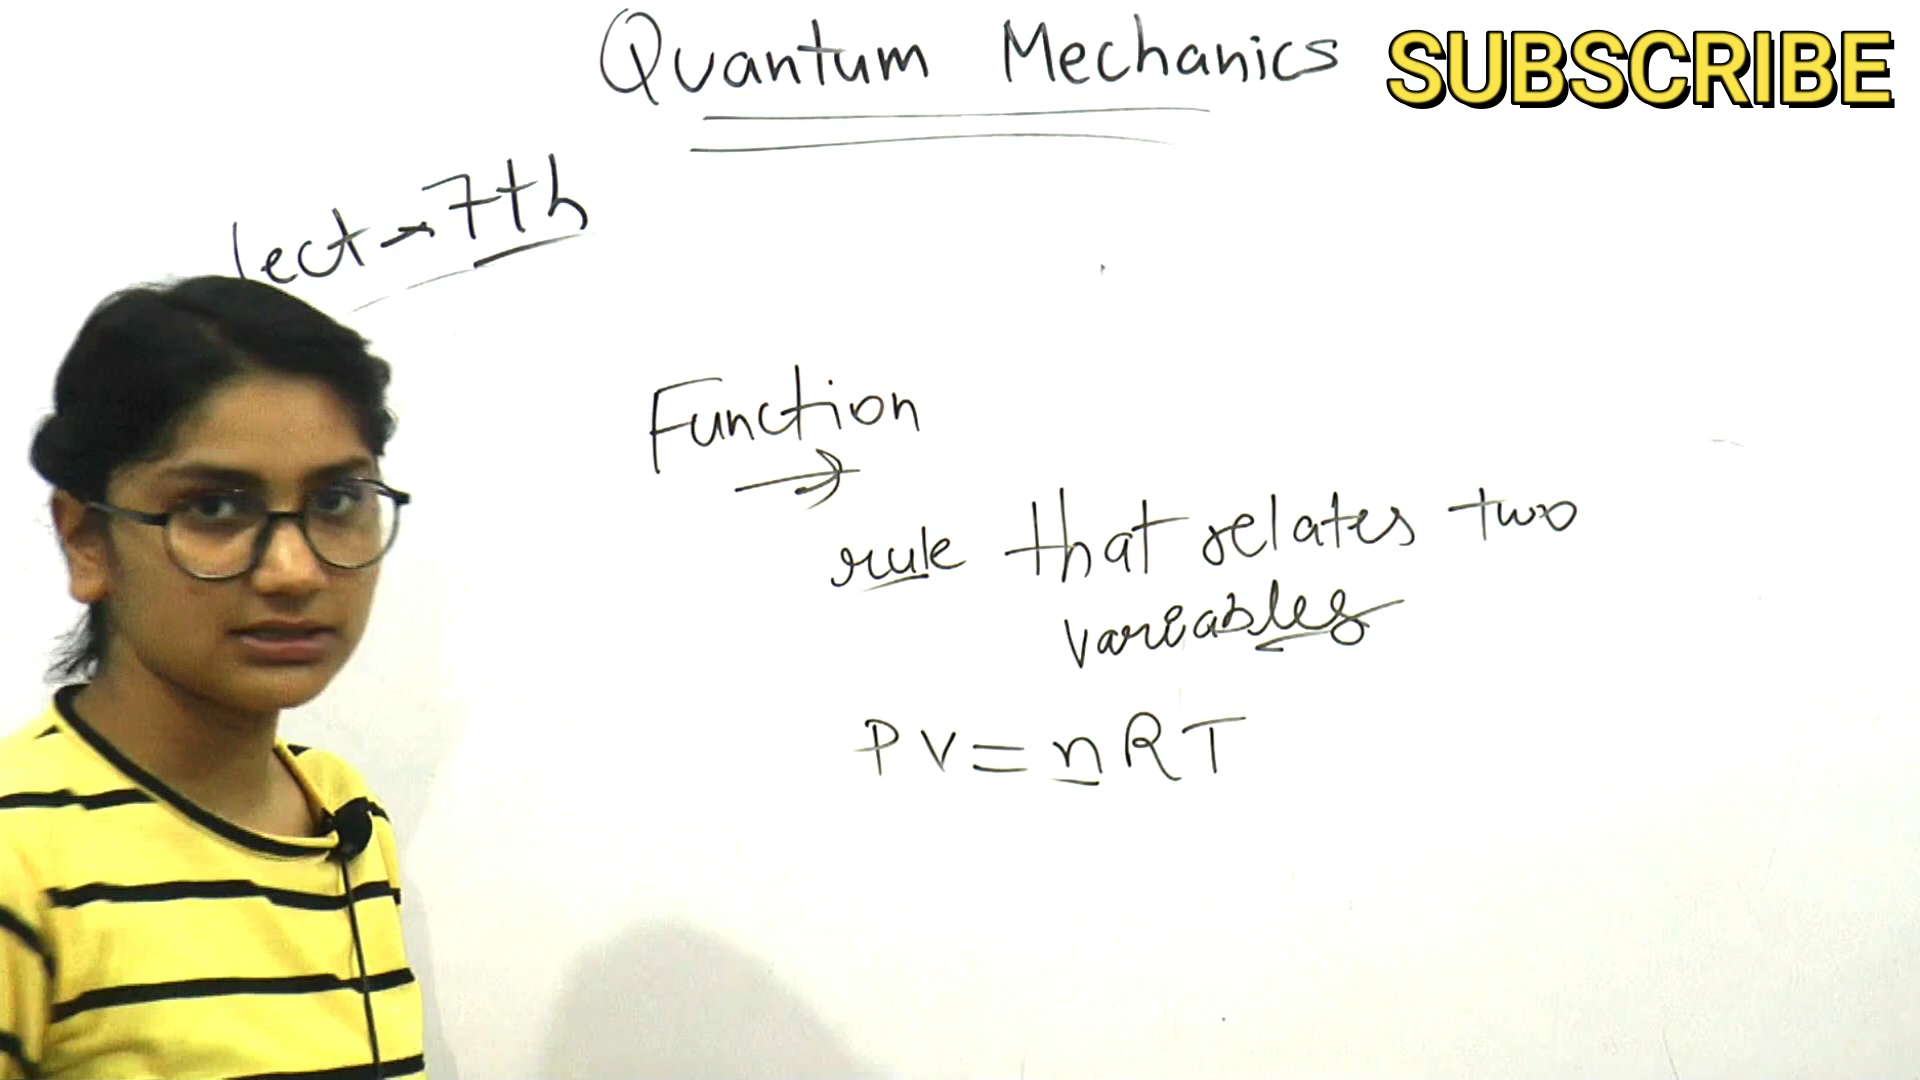 Quantum Mechanics
SUBSCRIBE
lect → 7th
Function
→
rule that relates two
variables
PV = nRT